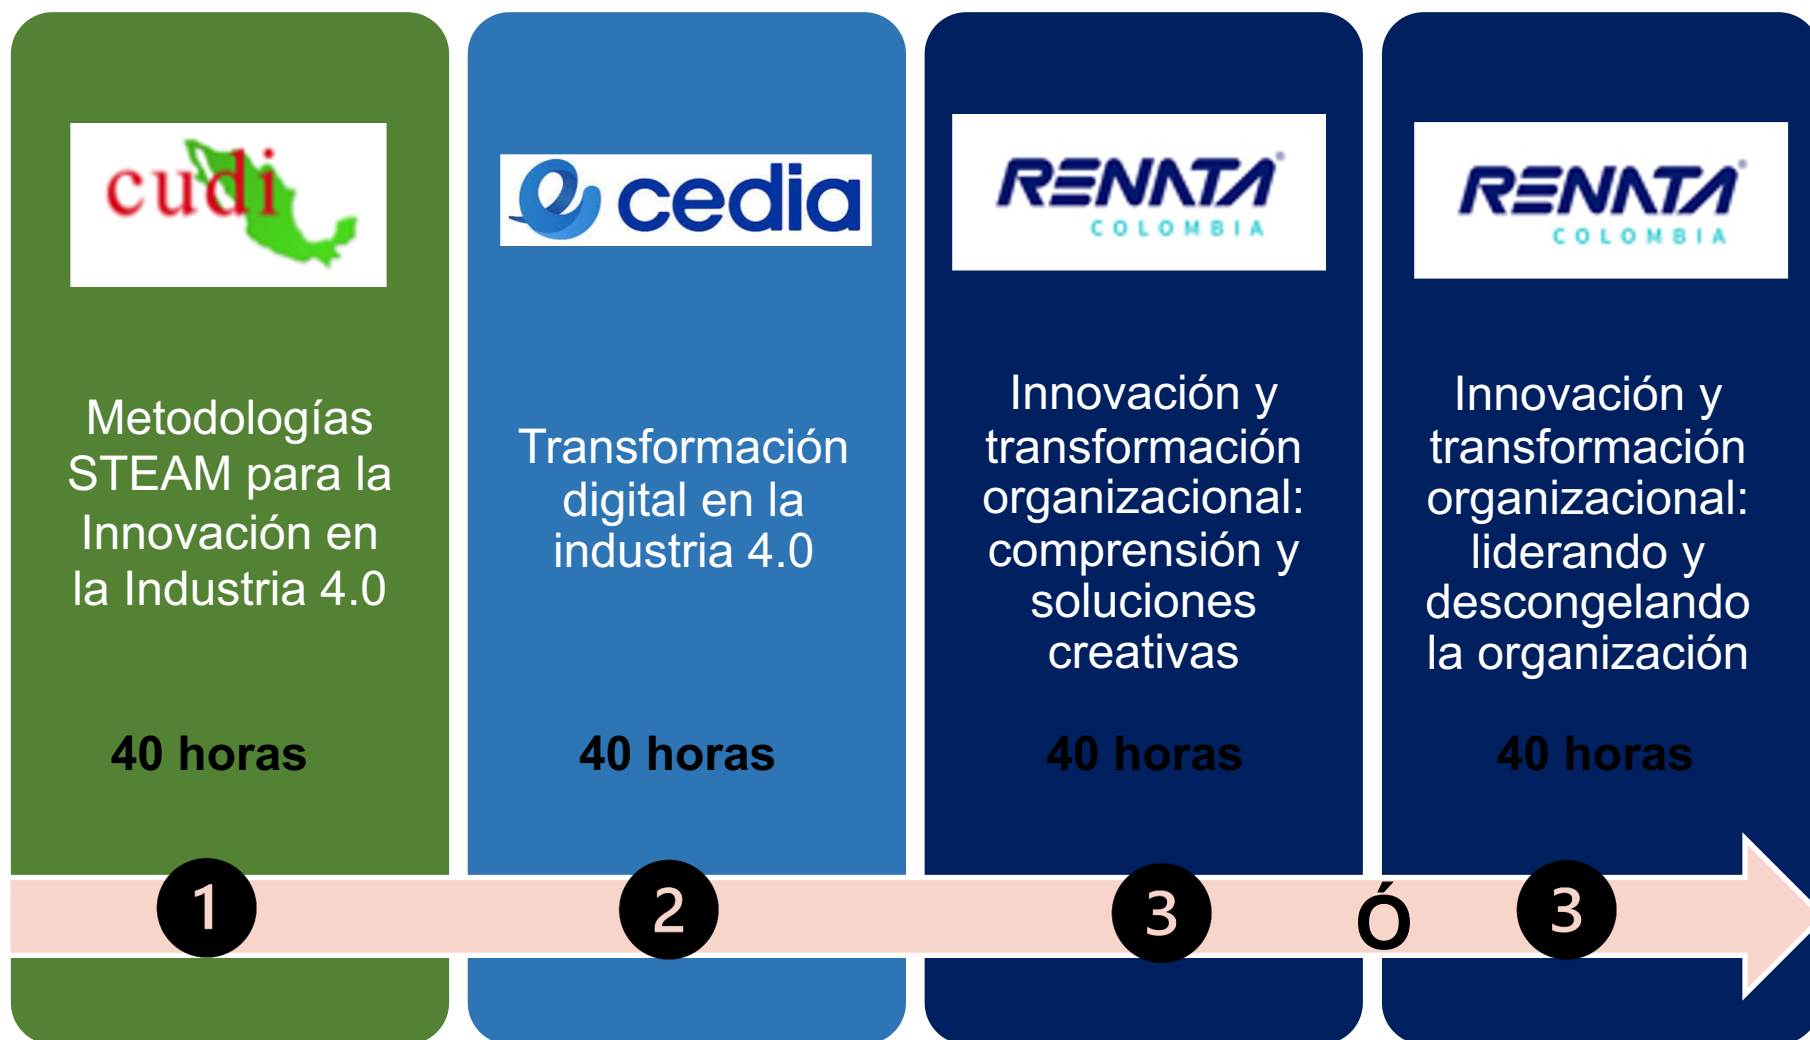 cudi
Metodologías
STEAM para la
Innovación en
la Industria 4.0
40 horas
1
cedia
Transformación
digital en la
industria 4.0
40 horas
2
RENATA
COLOMBIA
Innovación y
transformación
organizacional:
comprensión y
soluciones
creativas
40 horas
3
Ó
RENATA
COLOMBIA
Innovación y
transformación
organizacional:
liderando y
descongelando
la organización
40 horas
3